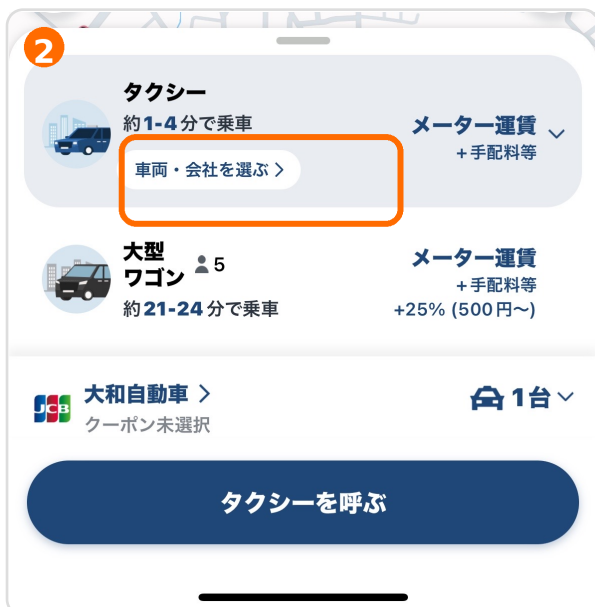 2
タクシー
約1-4分で乗車
メーター運賃
+手配料等
車両・会社を選ぶ
大型
ワゴン 5
約21-24分で乗車
メーター運賃
+手配料等
+25% (500円〜)
JCB
大和自動車
クーポン未選択
1台
タクシーを呼ぶ